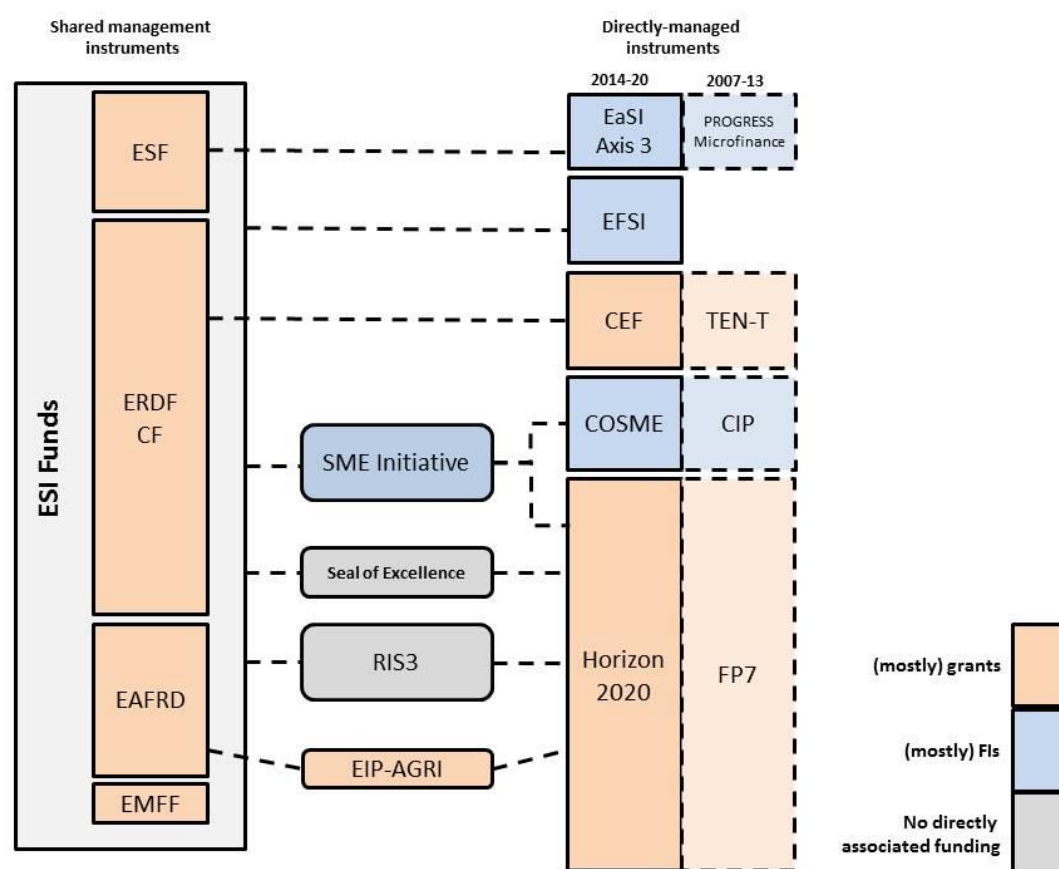 Shared management
instruments
Directly-managed
instruments
2014-20
2007-13
ESF
EaSI
Axis 3
PROGRESS
Microfinance
EFSI
CEF
TEN-T
ESI Funds
ERDF
CF
SME Initiative
COSME
CIP
Seal of Excellence
RIS3
Horizon
2020
FP7
EAFRD
EIP-AGRI
EMFF
(mostly) grants
(mostly) FIs
No directly
associated funding